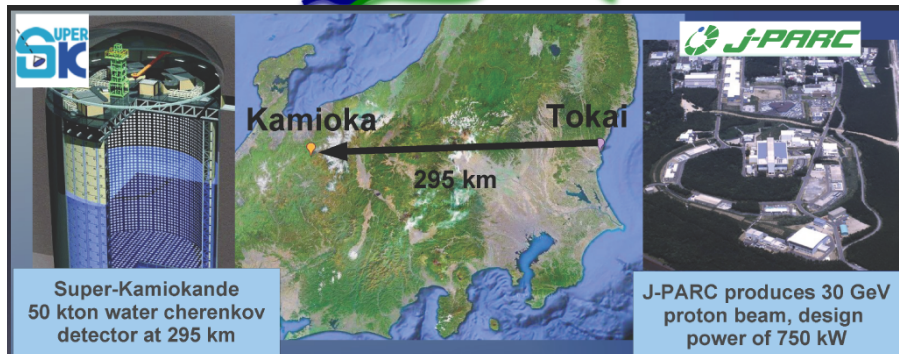 SUPER
SK
J-PARC
Kamioka
Tokai
295 km
Super-Kamiokande
50 kton water cherenkov
detector at 295 km
J-PARC produces 30 GeV
proton beam, design
power of 750 kW